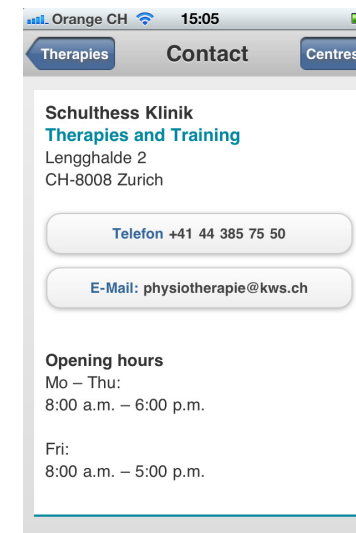 Orange CH 15:05
Therapies Contact Centres
Schulthess Klinik
Therapies and Training
Lengghalde 2
CH-8008 Zurich
Telefon +41 44 385 75 50
E-Mail: physiotherapie@kws.ch
Opening hours
Mo – Thu:
8:00 a.m. – 6:00 p.m.
Fri:
8:00 a.m. – 5:00 p.m.